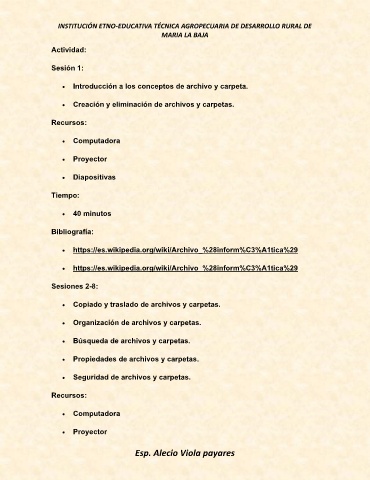 INSTITUCIÓN ETNO-EDUCATIVA TÉCNICA AGROPECUARIA DE DESARROLLO RURAL DE
MARIA LA BAJA
Actividad:
Sesión 1:
• Introducción a los conceptos de archivo y carpeta.
• Creación y eliminación de archivos y carpetas.
Recursos:
• Computadora
• Proyector
• Diapositivas
Tiempo:
• 40 minutos
Bibliografía:
• https://es.wikipedia.org/wiki/Archivo_%28inform%C3%A1tica%29
• https://es.wikipedia.org/wiki/Archivo_%28inform%C3%A1tica%29
Sesiones 2-8:
• Copiado y traslado de archivos y carpetas.
• Organización de archivos y carpetas.
• Búsqueda de archivos y carpetas.
• Propiedades de archivos y carpetas.
• Seguridad de archivos y carpetas.
Recursos:
• Computadora
• Proyector
Esp. Alecio Viola payares